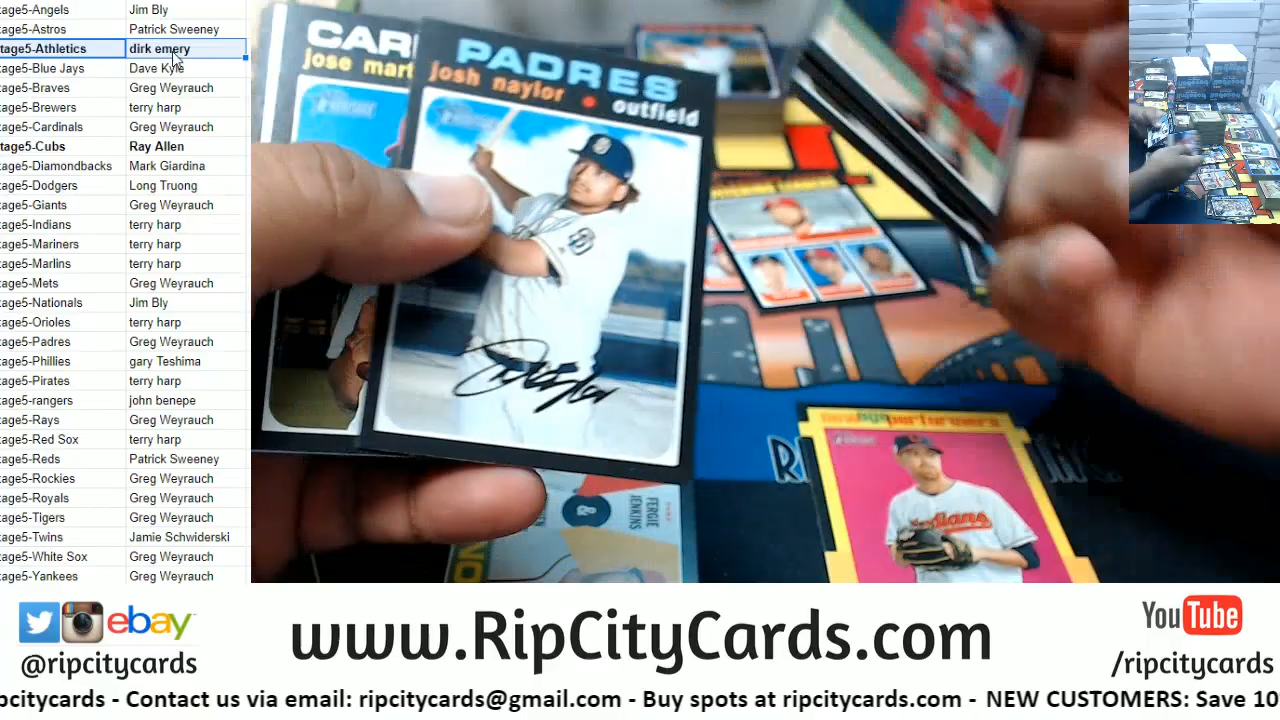 tage5-Angels Jim Bly
tage5-Astros Patrick Sweeney
tage5-Athletics dirk emery
tage5-Blue Jays Dave Kyle
tage5-Braves Greg Weyrauch
tage5-Brewers terry harp
tage5-Cardinals Greg Weyrauch
tage5-Cubs Ray Allen
tage5-Diamondbacks Mark Giardina
tage5-Dodgers Long Truong
tage5-Giants Greg Weyrauch
tage5-Indians terry harp
tage5-Mariners terry harp
tage5-Marlins terry harp
tage5-Mets Greg Weyrauch
tage5-Nationals Jim Bly
tage5-Orioles terry harp
tage5-Padres Greg Weyrauch
tage5-Phillies gary Teshima
tage5-Pirates terry harp
tage5-rangers john benepe
tage5-Rays Greg Weyrauch
tage5-Red Sox terry harp
tage5-Reds Patrick Sweeney
tage5-Rockies Greg Weyrauch
tage5-Royals Greg Weyrauch
tage5-Tigers Greg Weyrauch
tage5-Twins Jamie Schwiderski
tage5-White Sox Greg Weyrauch
tage5-Yankees Greg Weyrauch
CAR
jose mart
PADRES
josh naylor • outfield
Indians
FERGIE
JENKINS
&
ebay
@ripcitycards
www.RipCityCards.com
YouTube
/ripcitycards
pcitycards - Contact us via email: ripcitycards@gmail.com - Buy spots at ripcitycards.com - NEW CUSTOMERS: Save 10